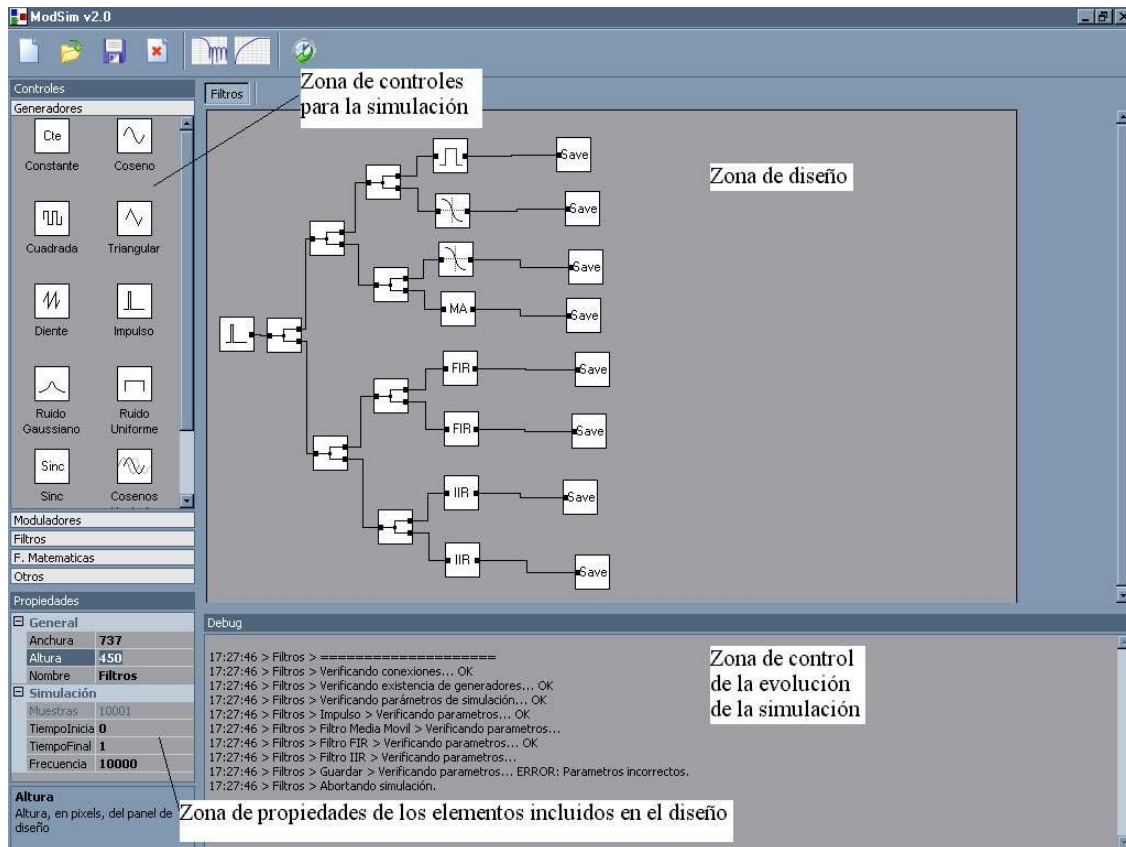 ModSim v2.0
Zona de controles
para la simulación
Controles
Generadores
Cte
Constante
Coseno
Cuadrada
Triangular
Diente
Impulso
Ruido
Gaussiano
Ruido
Uniforme
Sinc
Sinc
Cosenos
Moduladores
Filtros
F. Matematicas
Otros
Filtros
Zona de diseño
Save
Save
Save
MA
Save
FIR
Save
FIR
Save
IIR
Save
IIR
Save
Propiedades
General
Anchura 737
Altura 450
Nombre Filtros
Simulación
Muestras 10001
TiempoInicia 0
TiempoFinal 1
Frecuencia 10000
Altura
Altura, en pixels, del panel de
diseño
Debug
17:27:46 > Filtros > =====================
17:27:46 > Filtros > Verificando conexiones... OK
17:27:46 > Filtros > Verificando existencia de generadores... OK
17:27:46 > Filtros > Verificando parámetros de simulación... OK
17:27:46 > Filtros > Impulso > Verificando parametros... OK
17:27:46 > Filtros > Filtro Media Movil > Verificando parametros...
17:27:46 > Filtros > Filtro FIR > Verificando parametros... OK
17:27:46 > Filtros > Filtro IIR > Verificando parametros...
17:27:46 > Filtros > Guardar > Verificando parametros... ERROR: Parametros incorrectos.
17:27:46 > Filtros > Abortando simulación.
Zona de control
de la evolución
de la simulación
Zona de propiedades de los elementos incluidos en el diseño